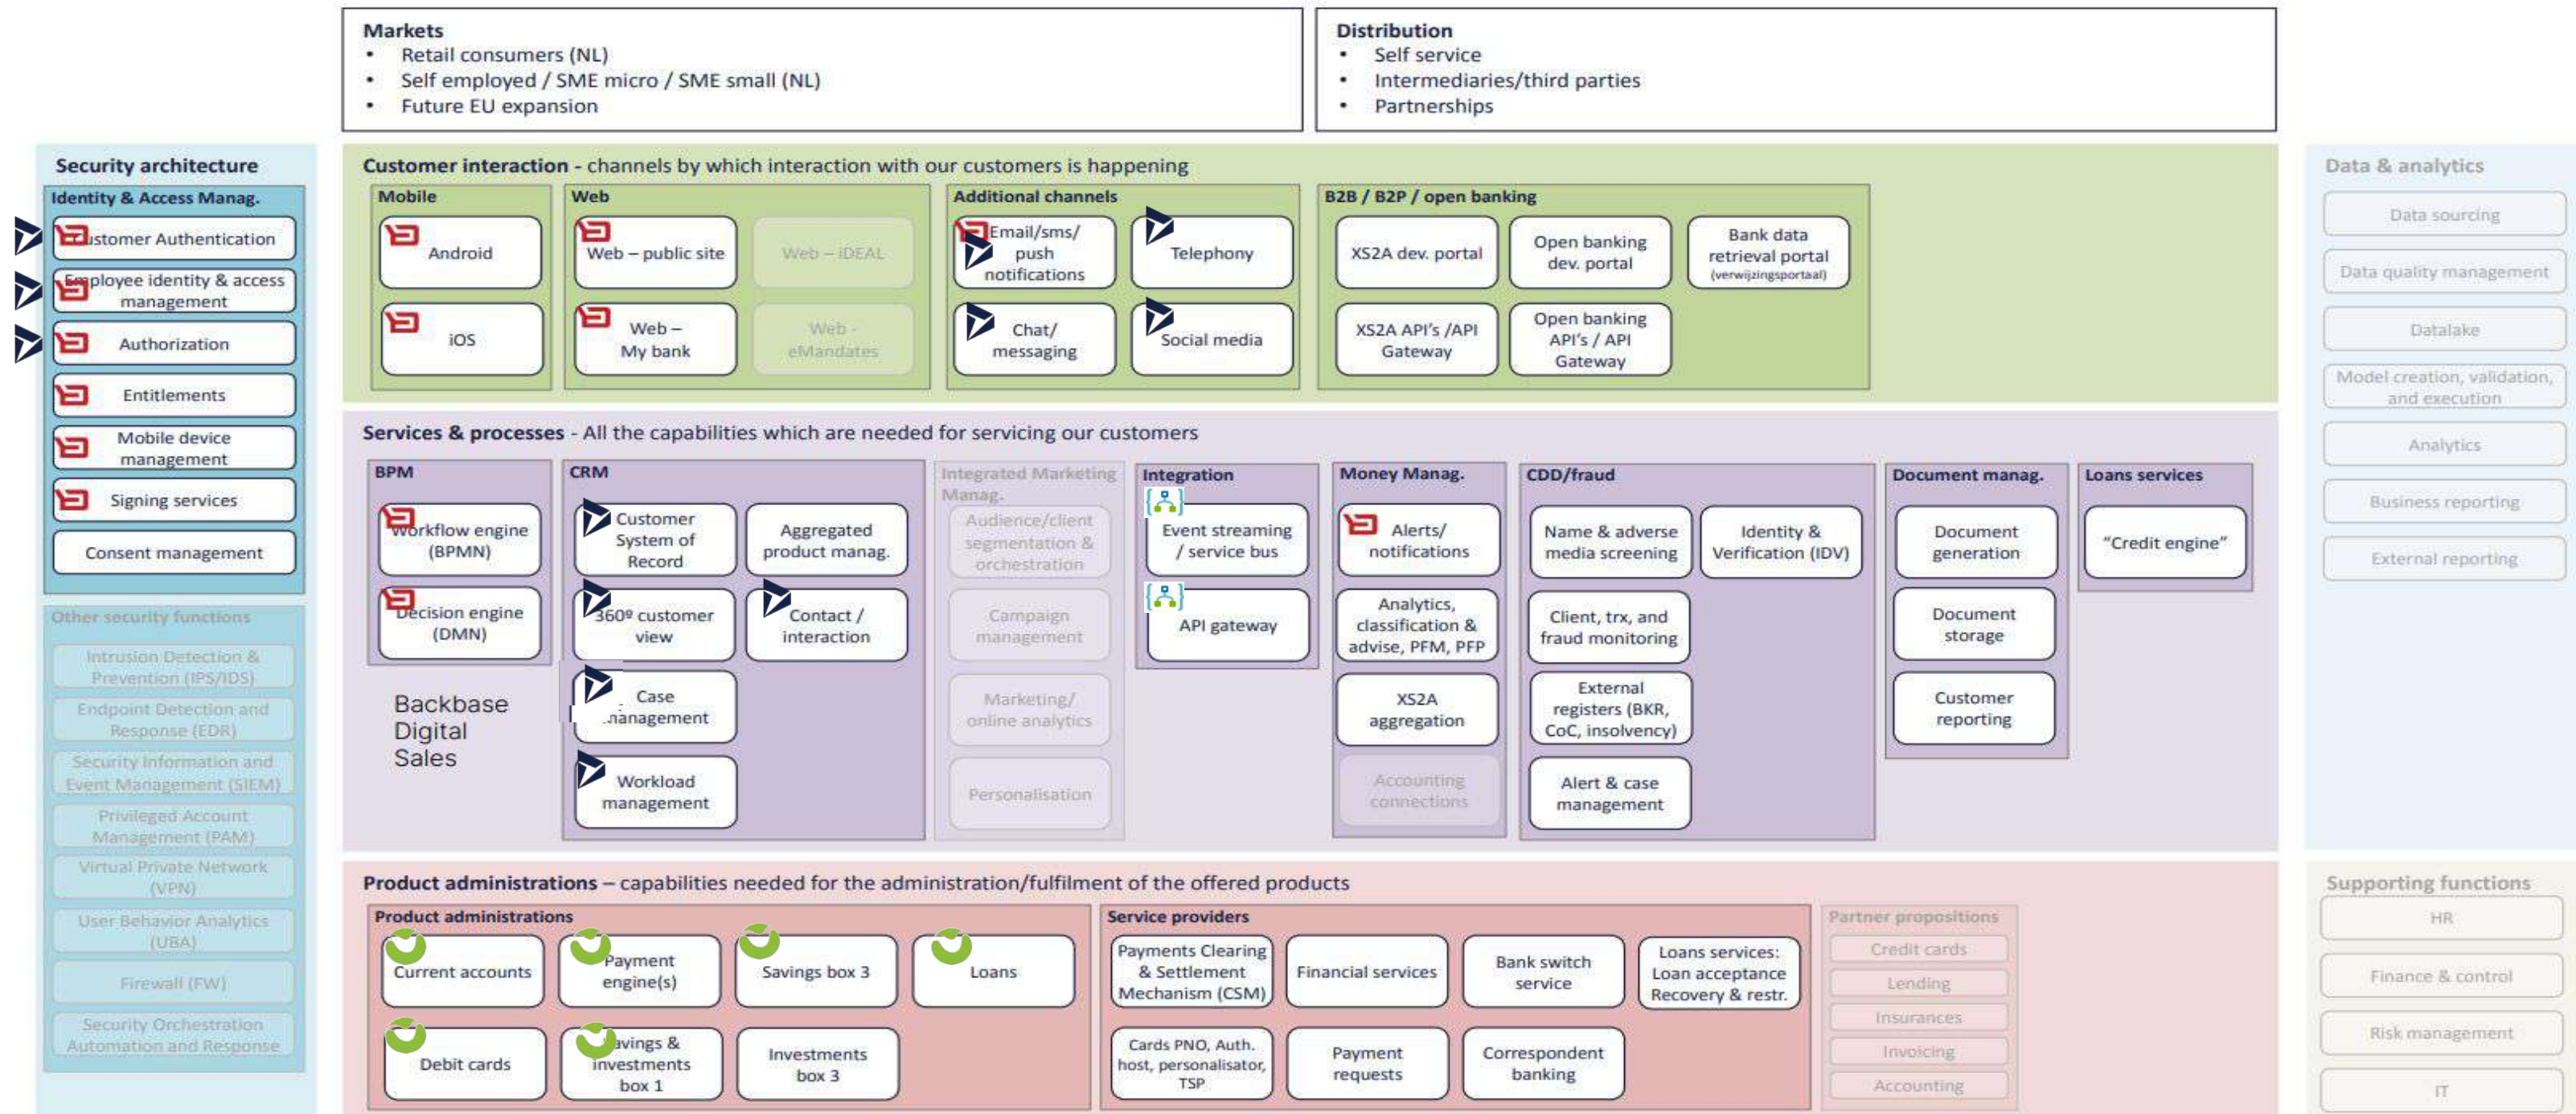 Markets
• Retail consumers (NL)
• Self employed / SME micro / SME small (NL)
• Future EU expansion
Distribution
• Self service
• Intermediaries/third parties
• Partnerships
Security architecture
Identity & Access Manag.
Customer Authentication
Employee identity & access
management
Authorization
Entitlements
Mobile device
management
Signing services
Consent management
Other security functions
Intrusion Detection &
Prevention (IPS/IDS)
Endpoint Detection and
Response (EDR)
Security Information and
Event Management (SIEM)
Privileged Account
Management (PAM)
Virtual Private Network
(VPN)
User Behavior Analytics
(UBA)
Firewall (FW)
Security Orchestration
Automation and Response
Customer interaction - channels by which interaction with our customers is happening
Mobile
Android
iOS
Web
Web – public site
Web – iDEAL
Web –
My bank
Web -
eMandates
Additional channels
Email/sms/
push
notifications
Telephony
Chat/
messaging
Social media
B2B / B2P / open banking
XS2A dev. portal
Open banking
dev. portal
Bank data
retrieval portal
(verwijzingsportaal)
XS2A API's /API
Gateway
Open banking
API's / API
Gateway
Services & processes - All the capabilities which are needed for servicing our customers
BPM
Workflow engine
(BPMN)
Decision engine
(DMN)
Backbase
Digital
Sales
CRM
Customer
System of
Record
Aggregated
product manag.
360º customer
view
Contact /
interaction
Case
management
Workload
management
Integrated Marketing
Manag.
Audience/client
segmentation &
orchestration
Campaign
management
Marketing/
online analytics
Personalisation
Integration
Event streaming
/ service bus
API gateway
Money Manag.
Alerts/
notifications
Analytics,
classification &
advise, PFM, PFP
XS2A
aggregation
Accounting
connections
CDD/fraud
Name & adverse
media screening
Identity &
Verification (IDV)
Client, trx, and
fraud monitoring
External
registers (BKR,
CoC, insolvency)
Alert & case
management
Document manag.
Document
generation
Document
storage
Customer
reporting
Loans services
“Credit engine”
Product administrations – capabilities needed for the administration/fulfilment of the offered products
Product administrations
Current accounts
Payment
engine(s)
Savings box 3
Loans
Debit cards
Savings &
investments
box 1
Investments
box 3
Service providers
Payments Clearing
& Settlement
Mechanism (CSM)
Financial services
Bank switch
service
Loans services:
Loan acceptance
Recovery & restr.
Cards PNO, Auth.
host, personalisator,
TSP
Payment
requests
Correspondent
banking
Partner propositions
Credit cards
Lending
Insurances
Invoicing
Accounting
Data & analytics
Data sourcing
Data quality management
Datalake
Model creation, validation,
and execution
Analytics
Business reporting
External reporting
Supporting functions
HR
Finance & control
Risk management
IT